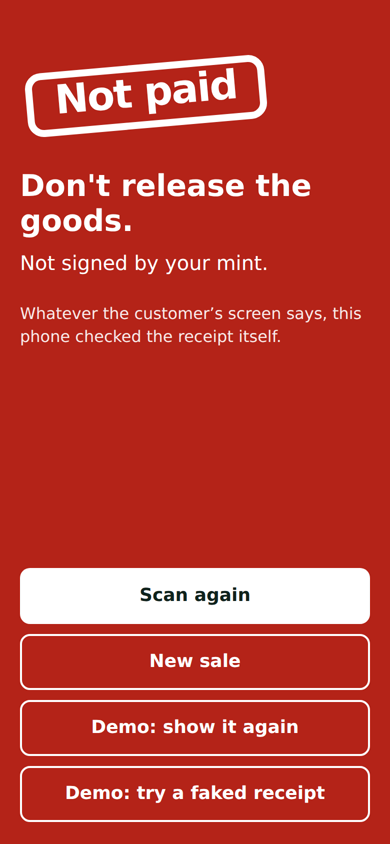 Not paid
Don't release the
goods.
Not signed by your mint.
Whatever the customer’s screen says, this
phone checked the receipt itself.
Scan again
New sale
Demo: show it again
Demo: try a faked receipt